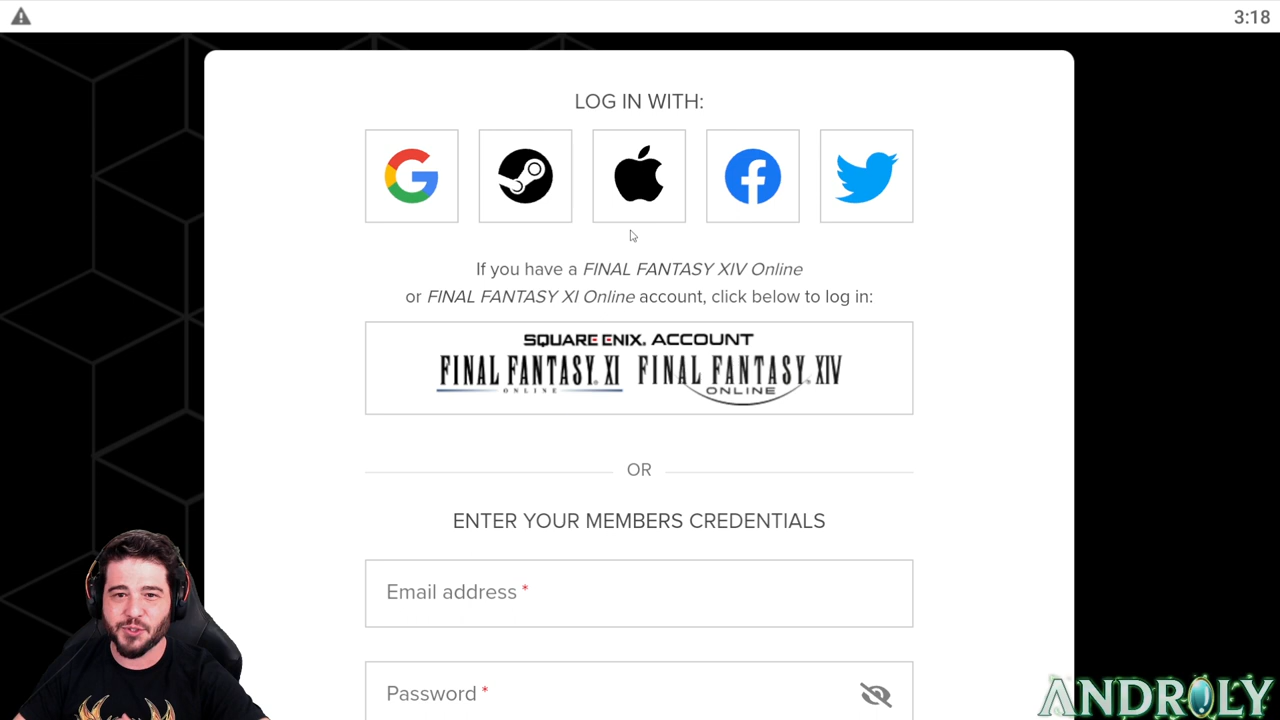 3:18
LOG IN WITH:
If you have a FINAL FANTASY XIV Online
or FINAL FANTASY XI Online account, click below to log in:
SQUARE ENIX. ACCOUNT
FINAL FANTASY XI FINAL FANTASY XIV
ONLINE ONLINE
OR
ENTER YOUR MEMBERS CREDENTIALS
Email address *
Password *
ANDROLY